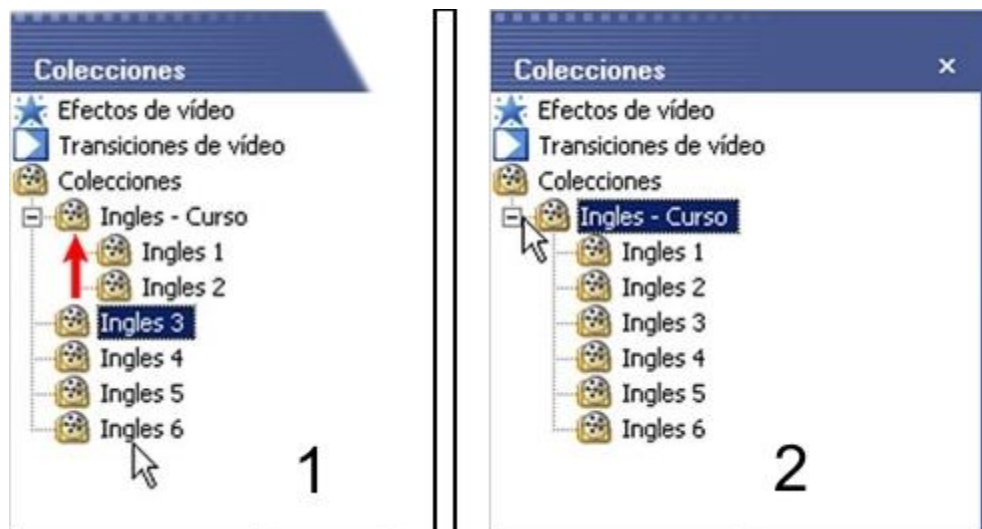 Colecciones
Efectos de vídeo
Transiciones de vídeo
Colecciones
Ingles - Curso
Ingles 1
Ingles 2
Ingles 3
Ingles 4
Ingles 5
Ingles 6
1
Colecciones
Efectos de vídeo
Transiciones de vídeo
Colecciones
Ingles - Curso
Ingles 1
Ingles 2
Ingles 3
Ingles 4
Ingles 5
Ingles 6
2